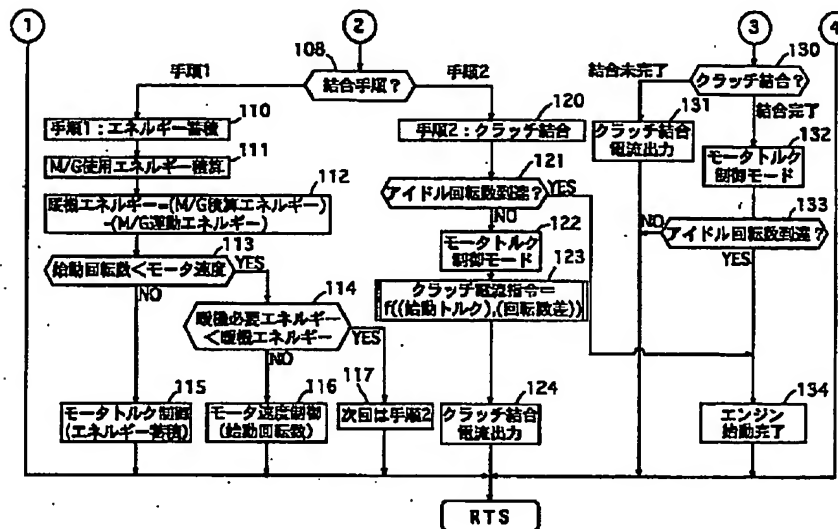 1
2
3
4
108
結合手順?
手順1
手順2
130
クラッチ結合?
結合未完了
結合完了
110
手順1:エネルギー蓄積
111
M/G使用エネルギー積算
112
暖機エネルギー=(M/G積算エネルギー)
-(M/G運動エネルギー)
113
始動回転数<モータ速度
YES
NO
114
暖機必要エネルギー
<暖機エネルギー
YES
NO
115
モータトルク制御
(エネルギー蓄積)
116
モータ速度制御
(始動回転数)
117
次回は手順2
120
手順2:クラッチ結合
121
アイドル回転数到達?
YES
NO
122
モータトルク
制御モード
123
クラッチ電流指令=
f((始動トルク),(回転数差))
124
クラッチ結合
電流出力
131
クラッチ結合
電流出力
132
モータトルク
制御モード
133
NO
アイドル回転数到達?
YES
134
エンジン
始動完了
RTS